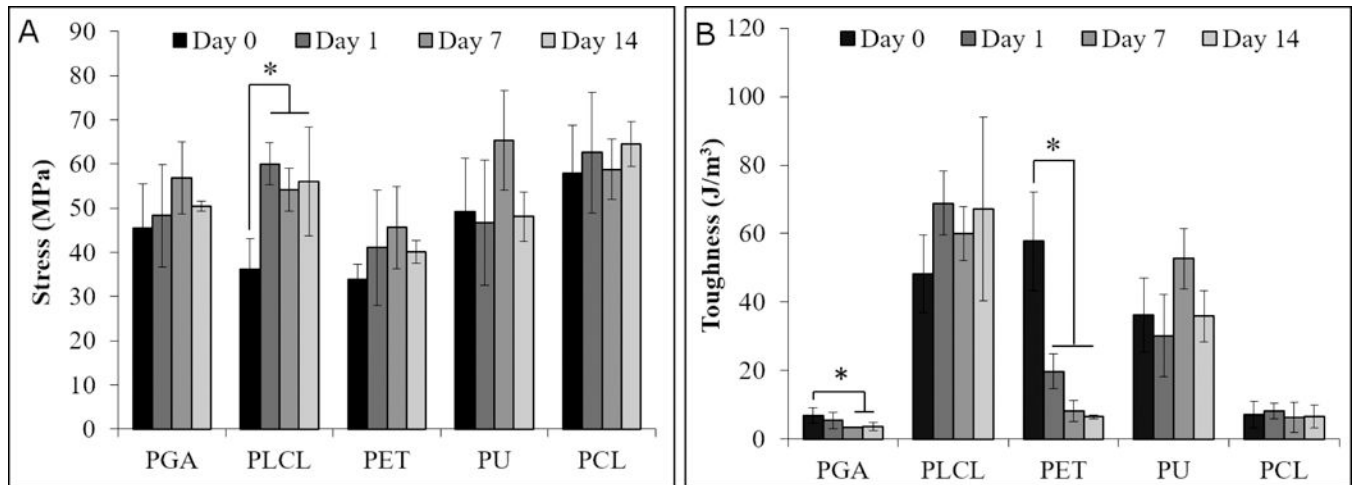 A
Day 0 Day 1 Day 7 Day 14
Stress (MPa)
90
80
70
60
50
40
30
20
10
0
*
PGA PLCL PET PU PCL
B
Day 0 Day 1 Day 7 Day 14
Toughness (J/m³)
120
100
80
60
40
20
0
*
*
PGA PLCL PET PU PCL